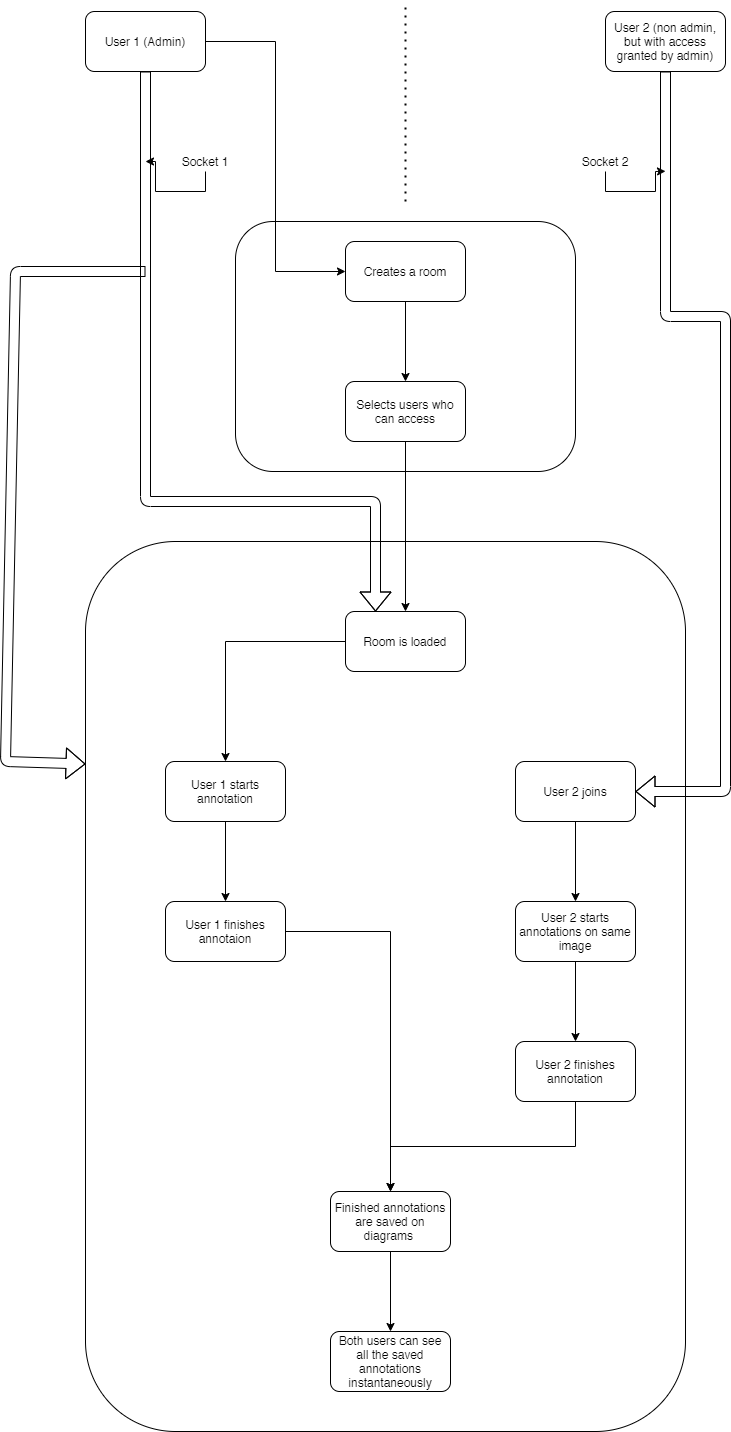 User 1 (Admin)
User 2 (non admin,
but with access
granted by admin)
Socket 1
Socket 2
Creates a room
Selects users who
can access
Room is loaded
User 1 starts
annotation
User 2 joins
User 1 finishes
annotaion
User 2 starts
annotations on same
image
User 2 finishes
annotation
Finished annotations
are saved on
diagrams
Both users can see
all the saved
annotations
instantaneously